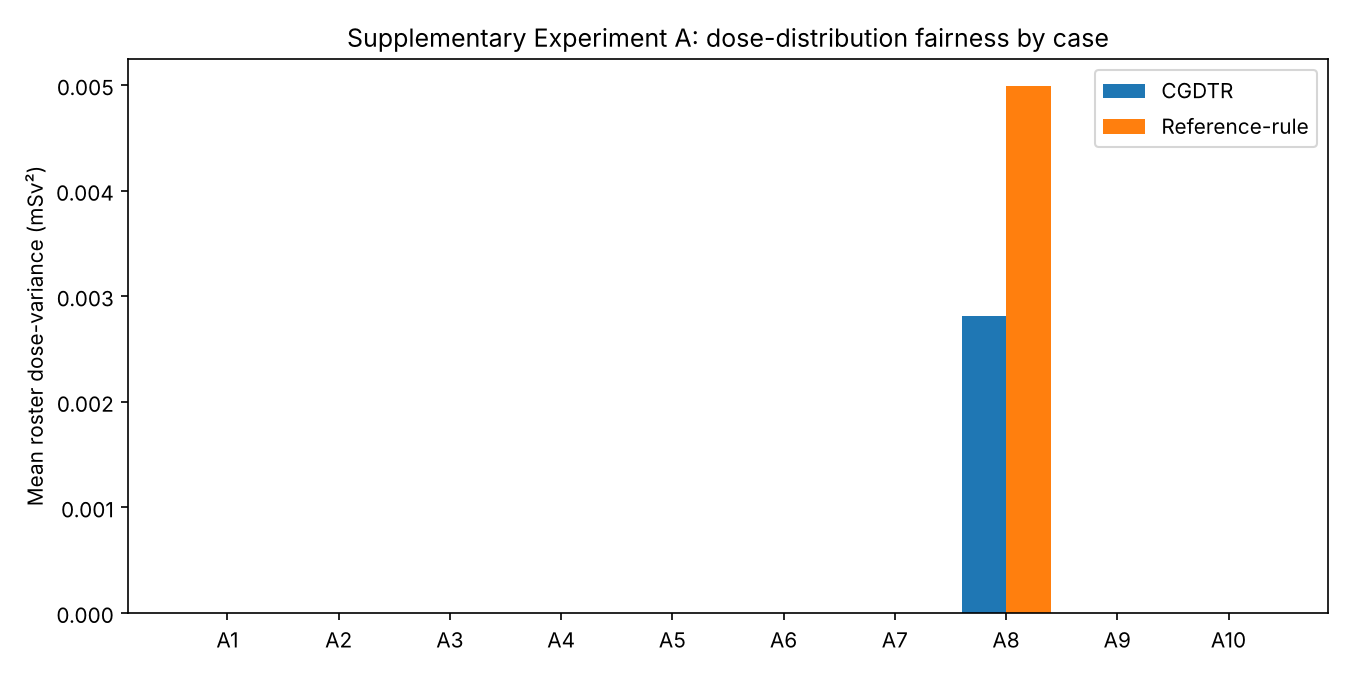 Supplementary Experiment A: dose-distribution fairness by case
CGDTR
Reference-rule
Mean roster dose-variance (mSv²)
0.005
0.004
0.003
0.002
0.001
0.000
A1 A2 A3 A4 A5 A6 A7 A8 A9 A10